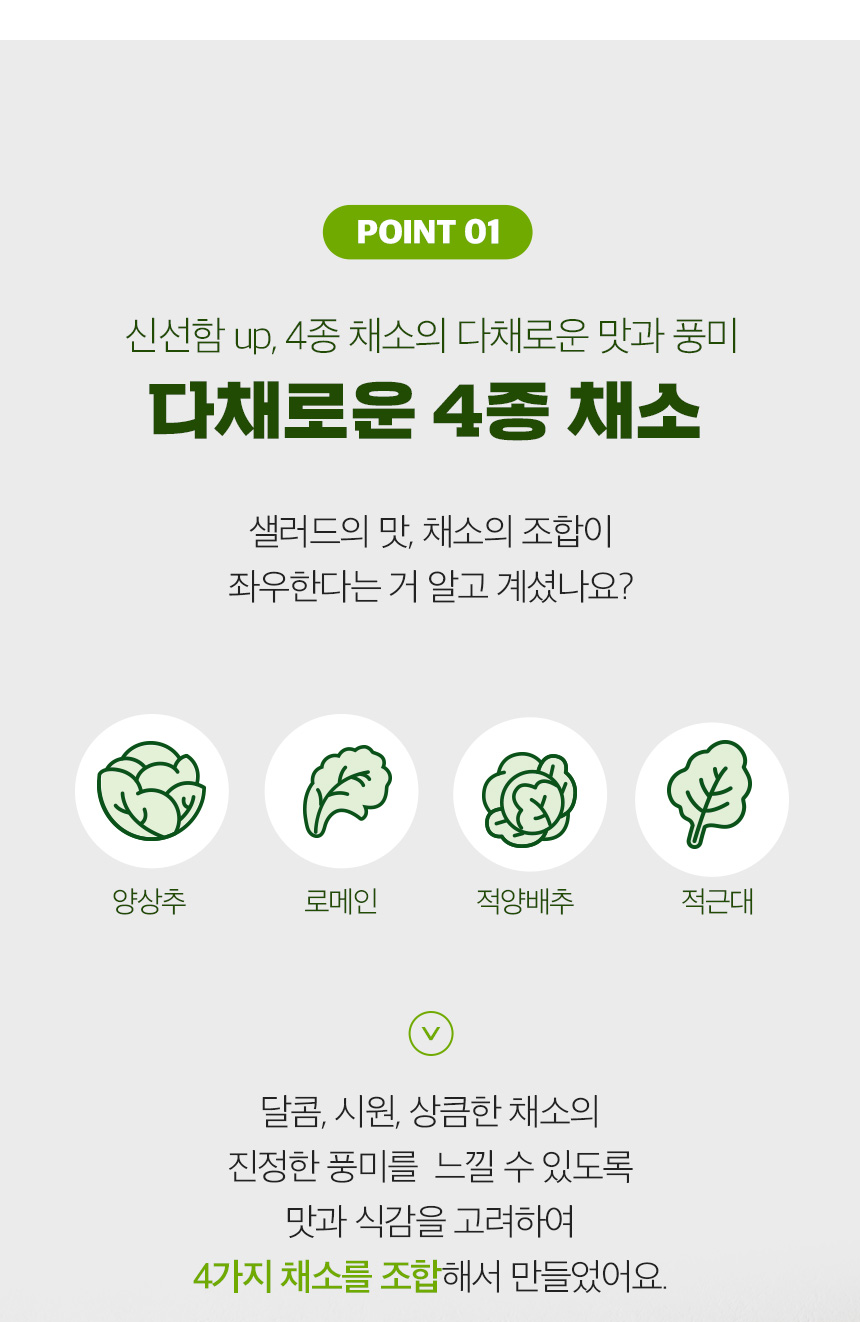 POINT 01
신선함 up, 4종 채소의 다채로운 맛과 풍미
다채로운 4종 채소
샐러드의 맛, 채소의 조합이
좌우한다는 거 알고 계셨나요?
양상추
로메인
적양배추
적근대
달콤, 시원, 상큼한 채소의
진정한 풍미를 느낄 수 있도록
맛과 식감을 고려하여
4가지 채소를 조합해서 만들었어요.